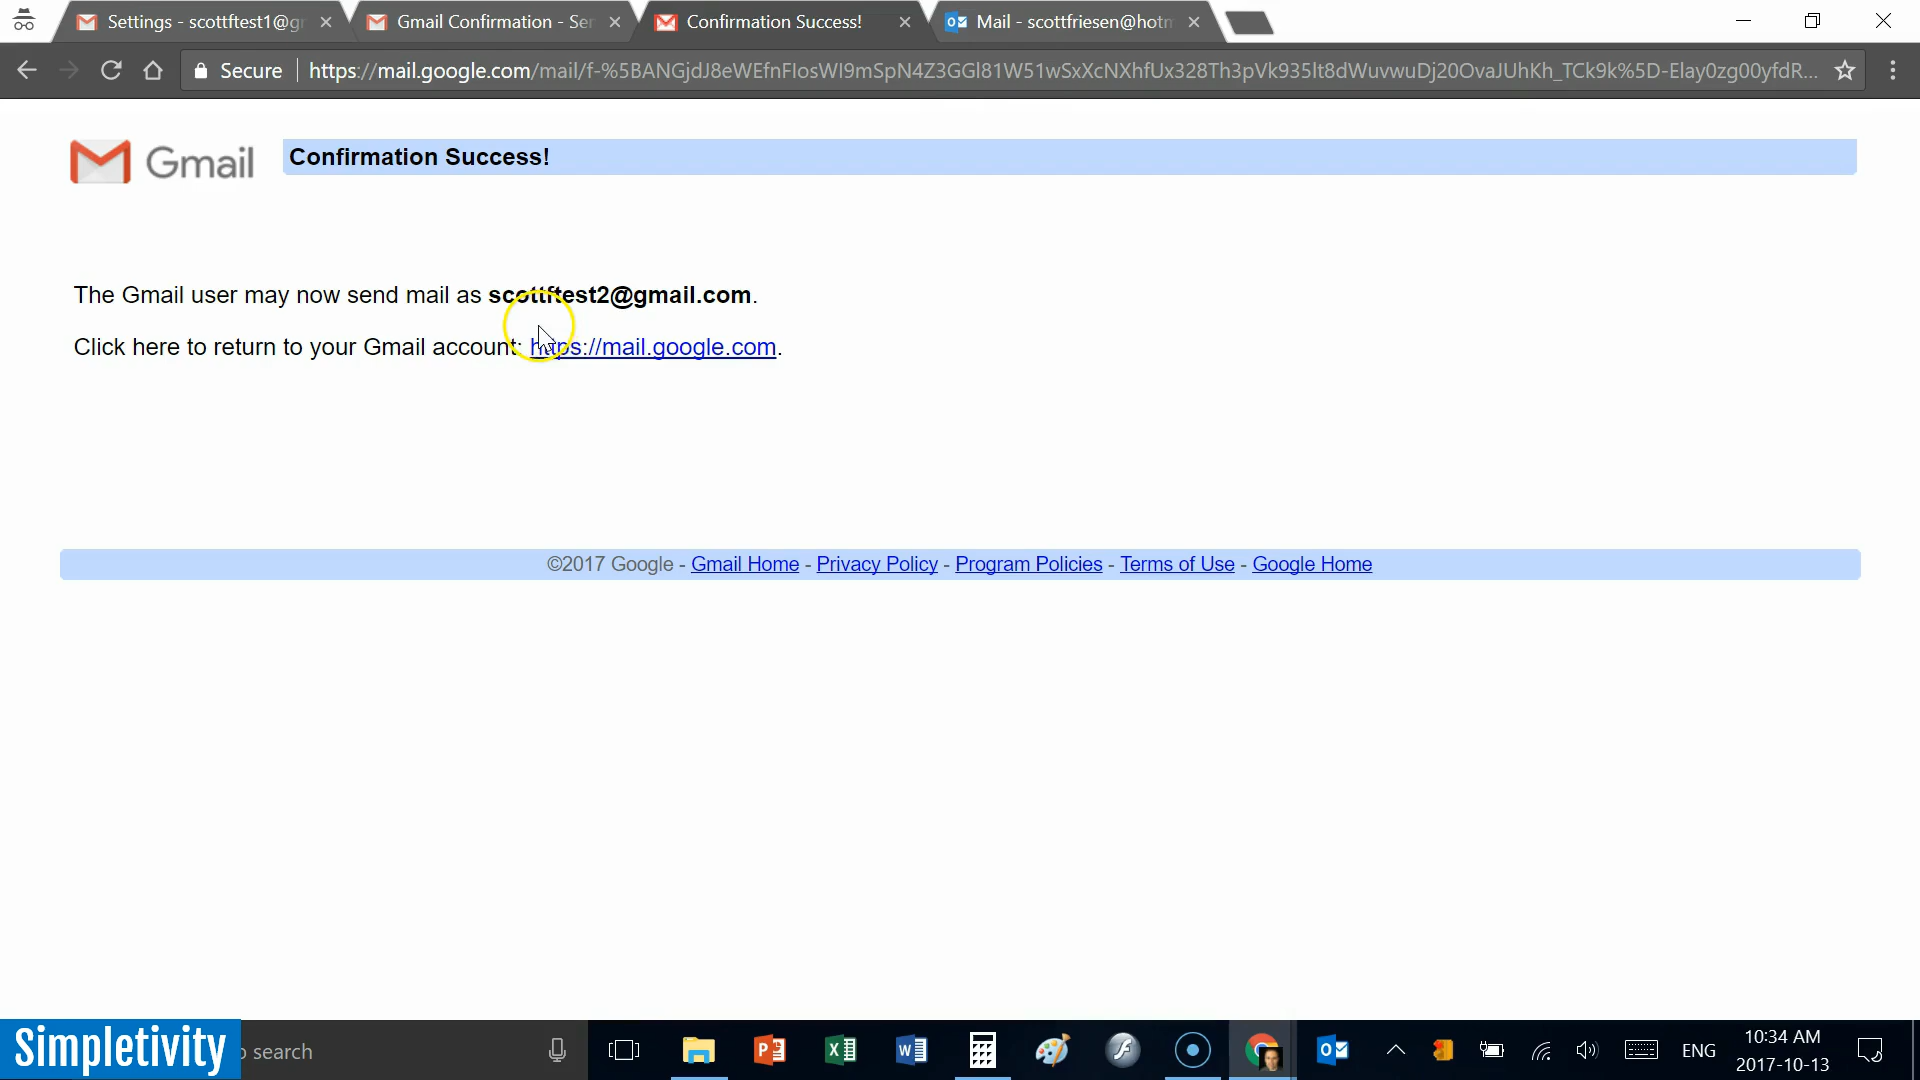 Settings - scottftest1@g
Gmail Confirmation - Se
Confirmation Success!
Mail - scottfriesen@hotm
Secure
https://mail.google.com/mail/f-%5BANGjdJ8eWEfnFIosWI9mSpN4Z3GGl81W51wSxXcNXhfUx328Th3pVk935lt8dWuvwuDj20OvaJUhKh_TCk9k%5D-Elay0zg00yfdR...
Gmail
Confirmation Success!
The Gmail user may now send mail as scottftest2@gmail.com.
Click here to return to your Gmail account: https://mail.google.com.
©2017 Google - Gmail Home - Privacy Policy - Program Policies - Terms of Use - Google Home
Simpletivity
search
ENG
10:34 AM
2017-10-13